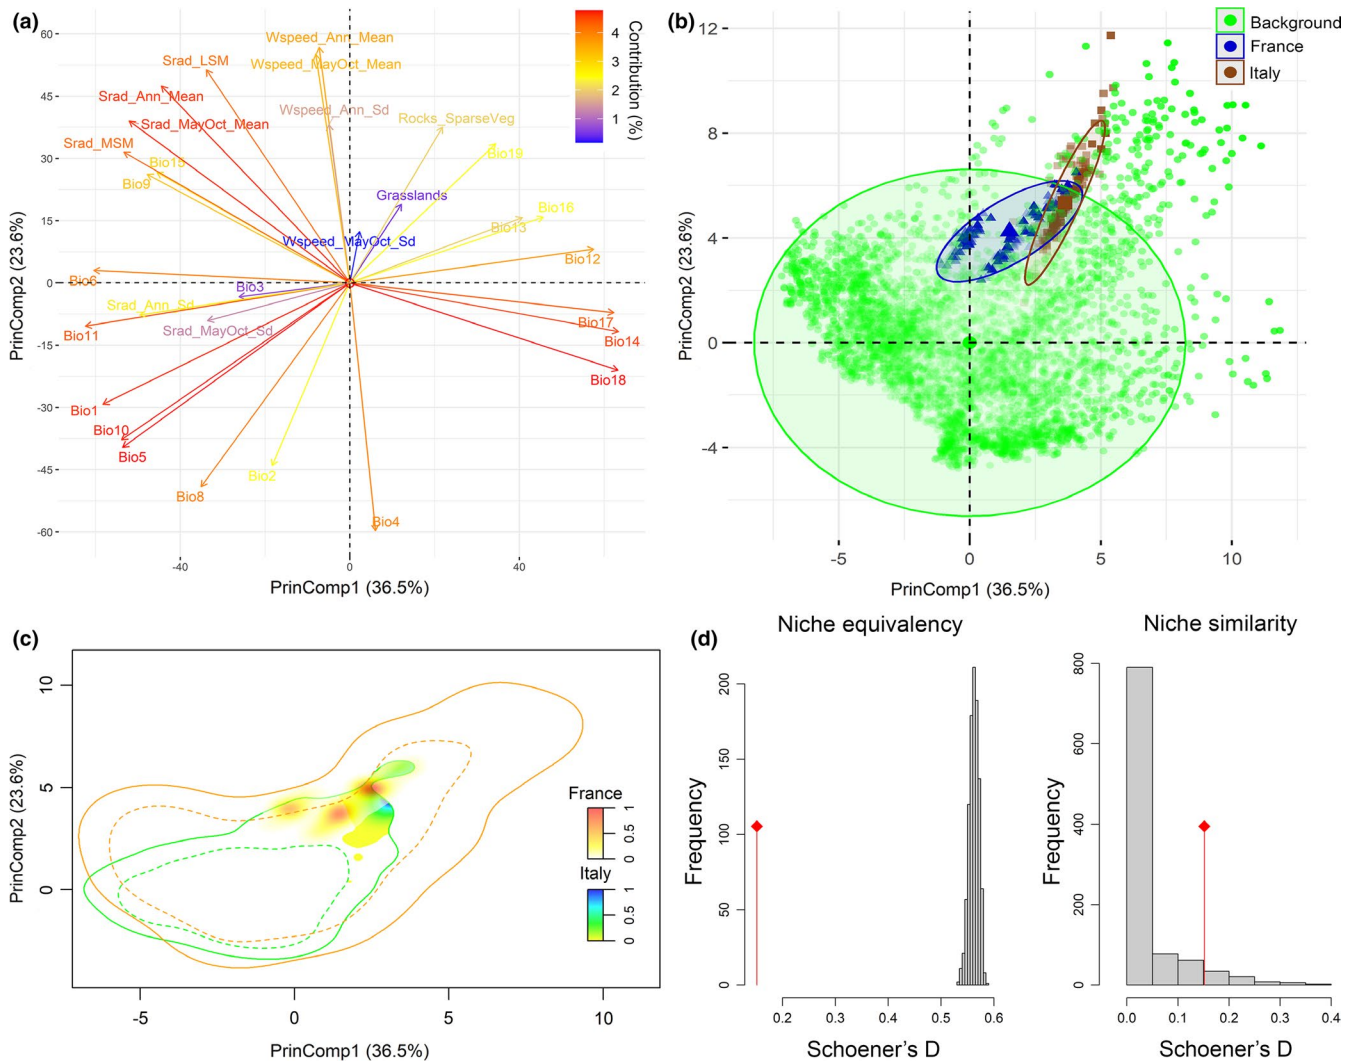 (a)
PrinComp2 (23.6%)
60
45
30
15
0
-15
-30
-45
-60
-40
0
40
PrinComp1 (36.5%)
Wspeed_Ann_Mean
Wspeed_MayOct_Mean
Srad_LSM
Srad_Ann_Mean
Srad_MayOct_Mean
Wspeed_Ann_Sd
Rocks_SparseVeg
Srad_MSM
Bio15
Bio9
Bio19
Grasslands
Bio16
Bio13
Wspeed_MayOct_Sd
Bio12
Bio6
Bio3
Srad_Ann_Sd
Srad_MayOct_Sd
Bio11
Bio17
Bio14
Bio18
Bio1
Bio10
Bio5
Bio2
Bio8
Bio4
Contribution (%)
4
3
2
1
(b)
PrinComp2 (23.6%)
12
8
4
0
-4
-5
0
5
10
PrinComp1 (36.5%)
Background
France
Italy
(c)
PrinComp2 (23.6%)
10
5
0
-5
0
5
10
PrinComp1 (36.5%)
France
1
0.5
0
Italy
1
0.5
0
(d)
Niche equivalency
Frequency
200
150
100
50
0
0.2
0.3
0.4
0.5
0.6
Schoener's D
Niche similarity
Frequency
800
600
400
200
0
0.0
0.1
0.2
0.3
0.4
Schoener's D